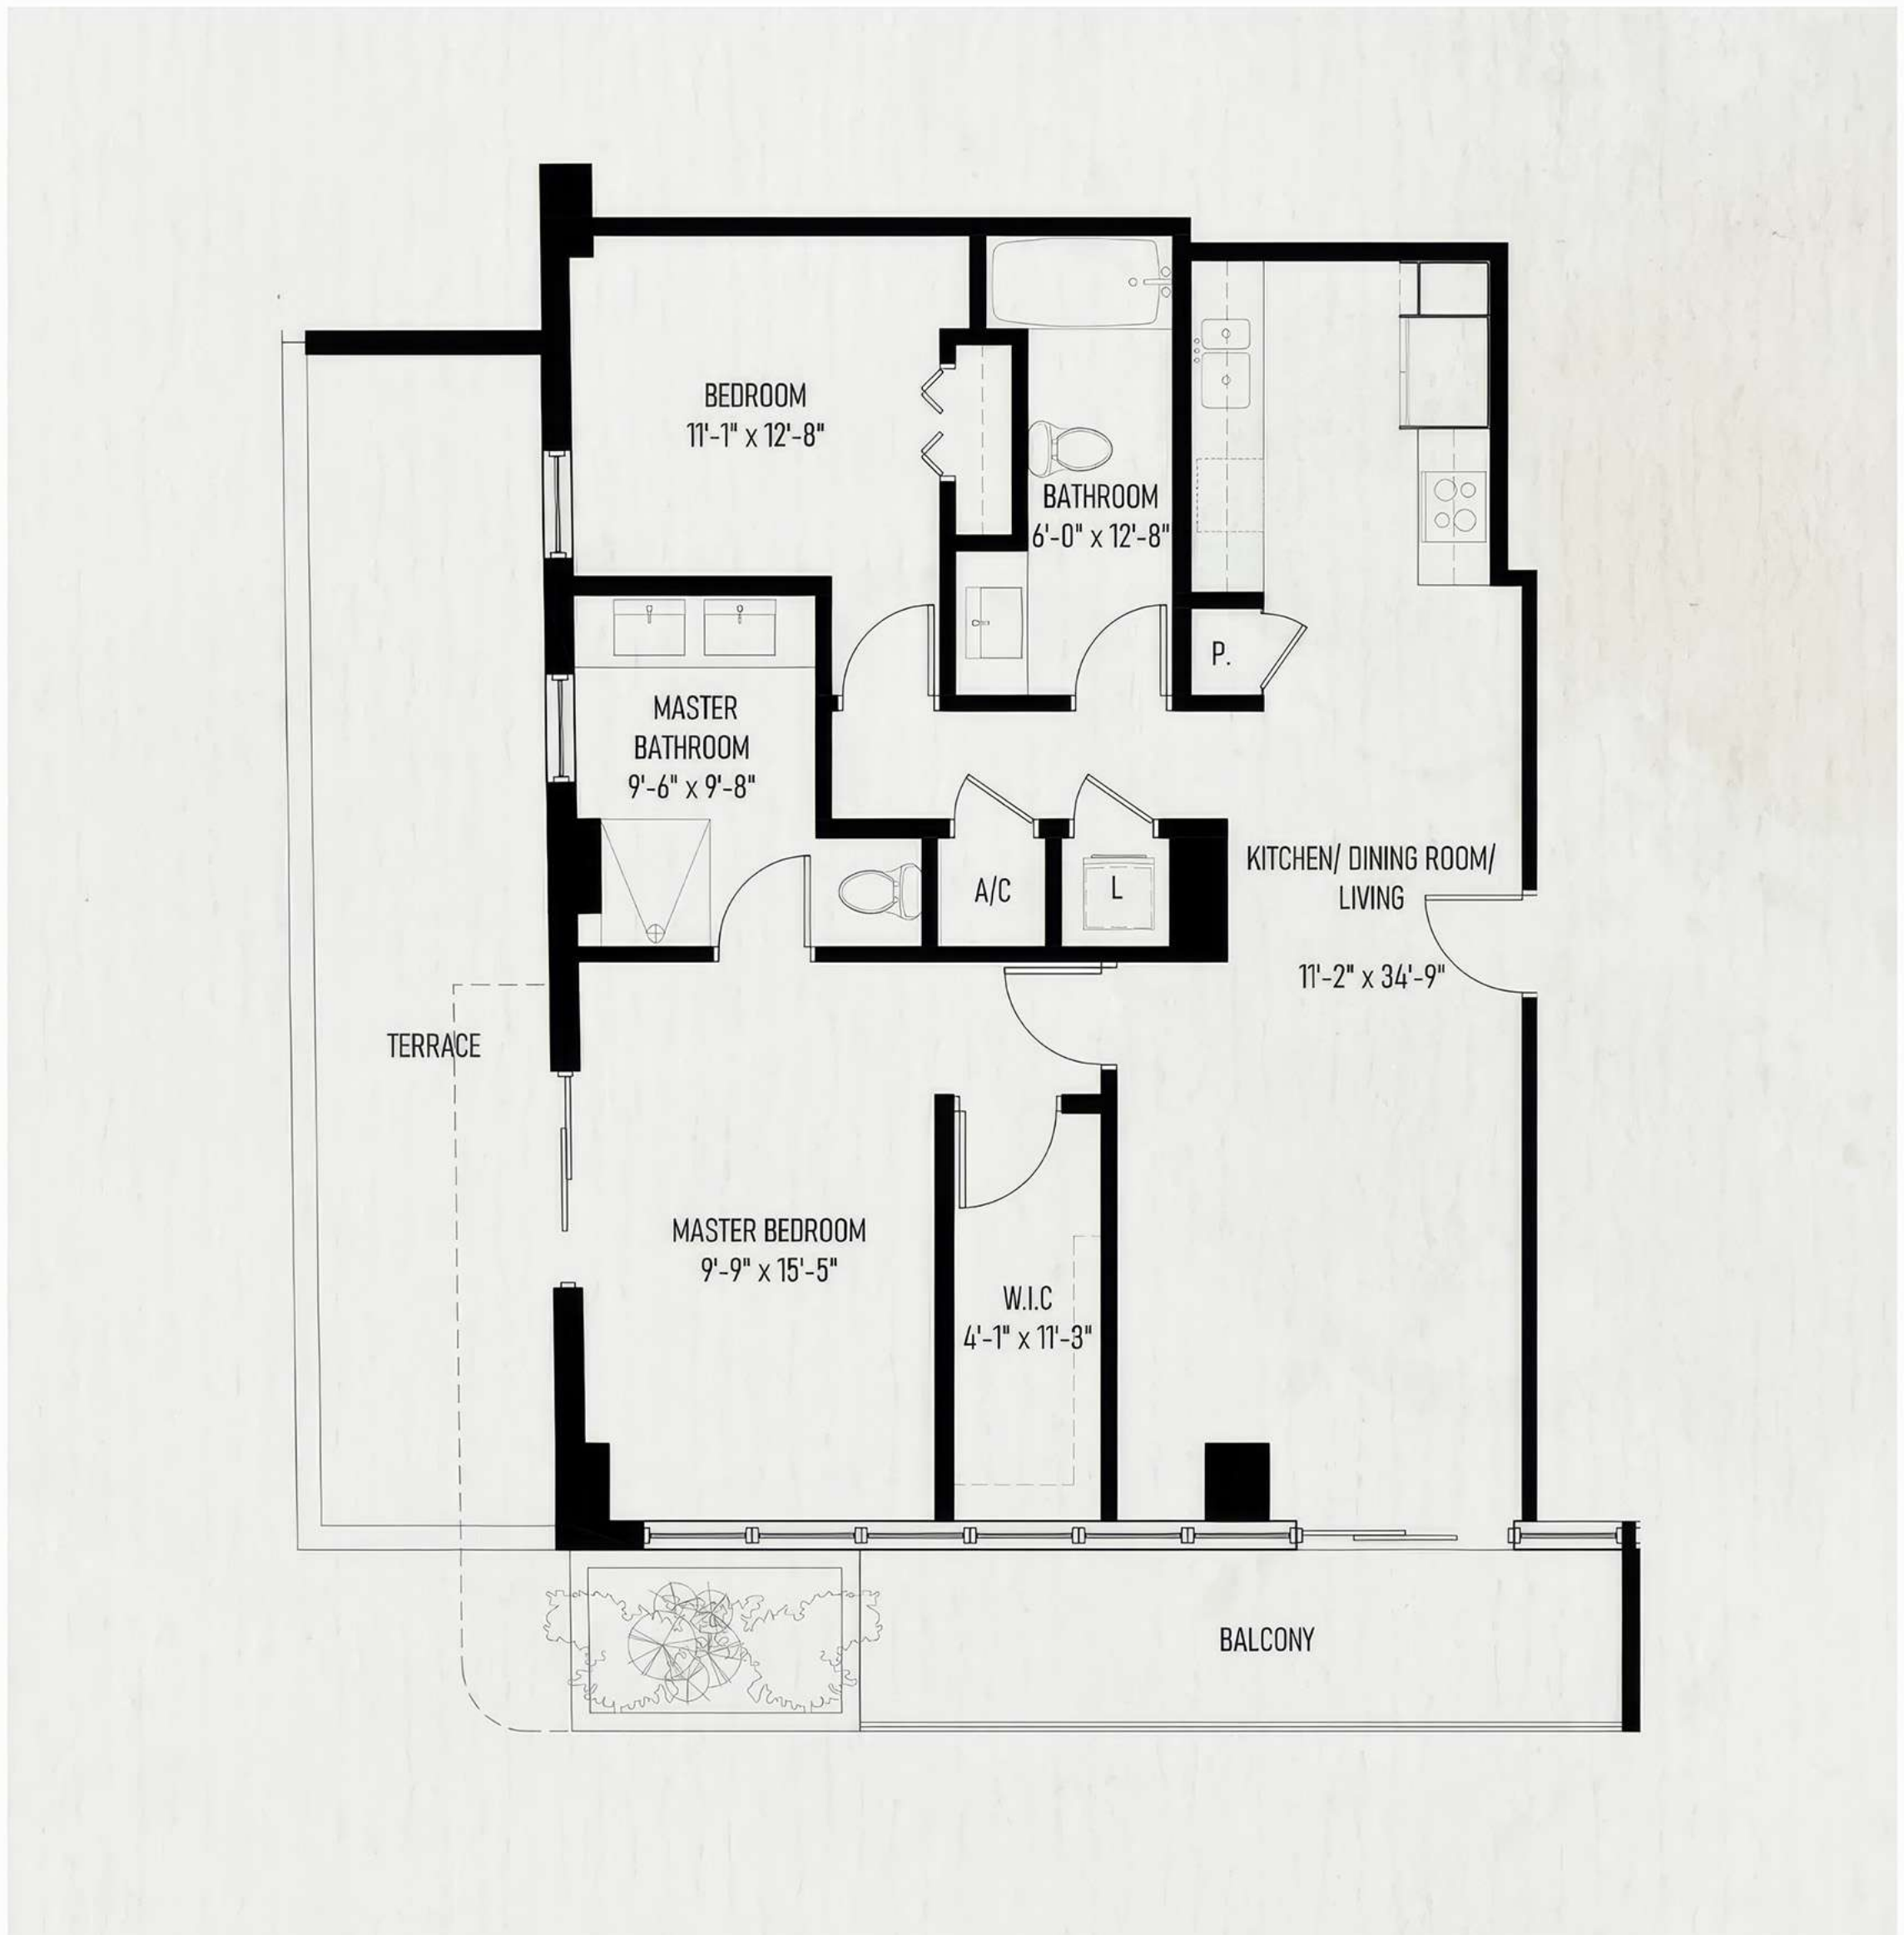 BEDROOM
11'-1" x 12'-8"
BATHROOM
6'-0" x 12'-8"
P.
MASTER
BATHROOM
9'-6" x 9'-8"
A/C
L
KITCHEN/ DINING ROOM/
LIVING
11'-2" x 34'-9"
TERRACE
MASTER BEDROOM
9'-9" x 15'-5"
W.I.C
4'-1" x 11'-3"
BALCONY